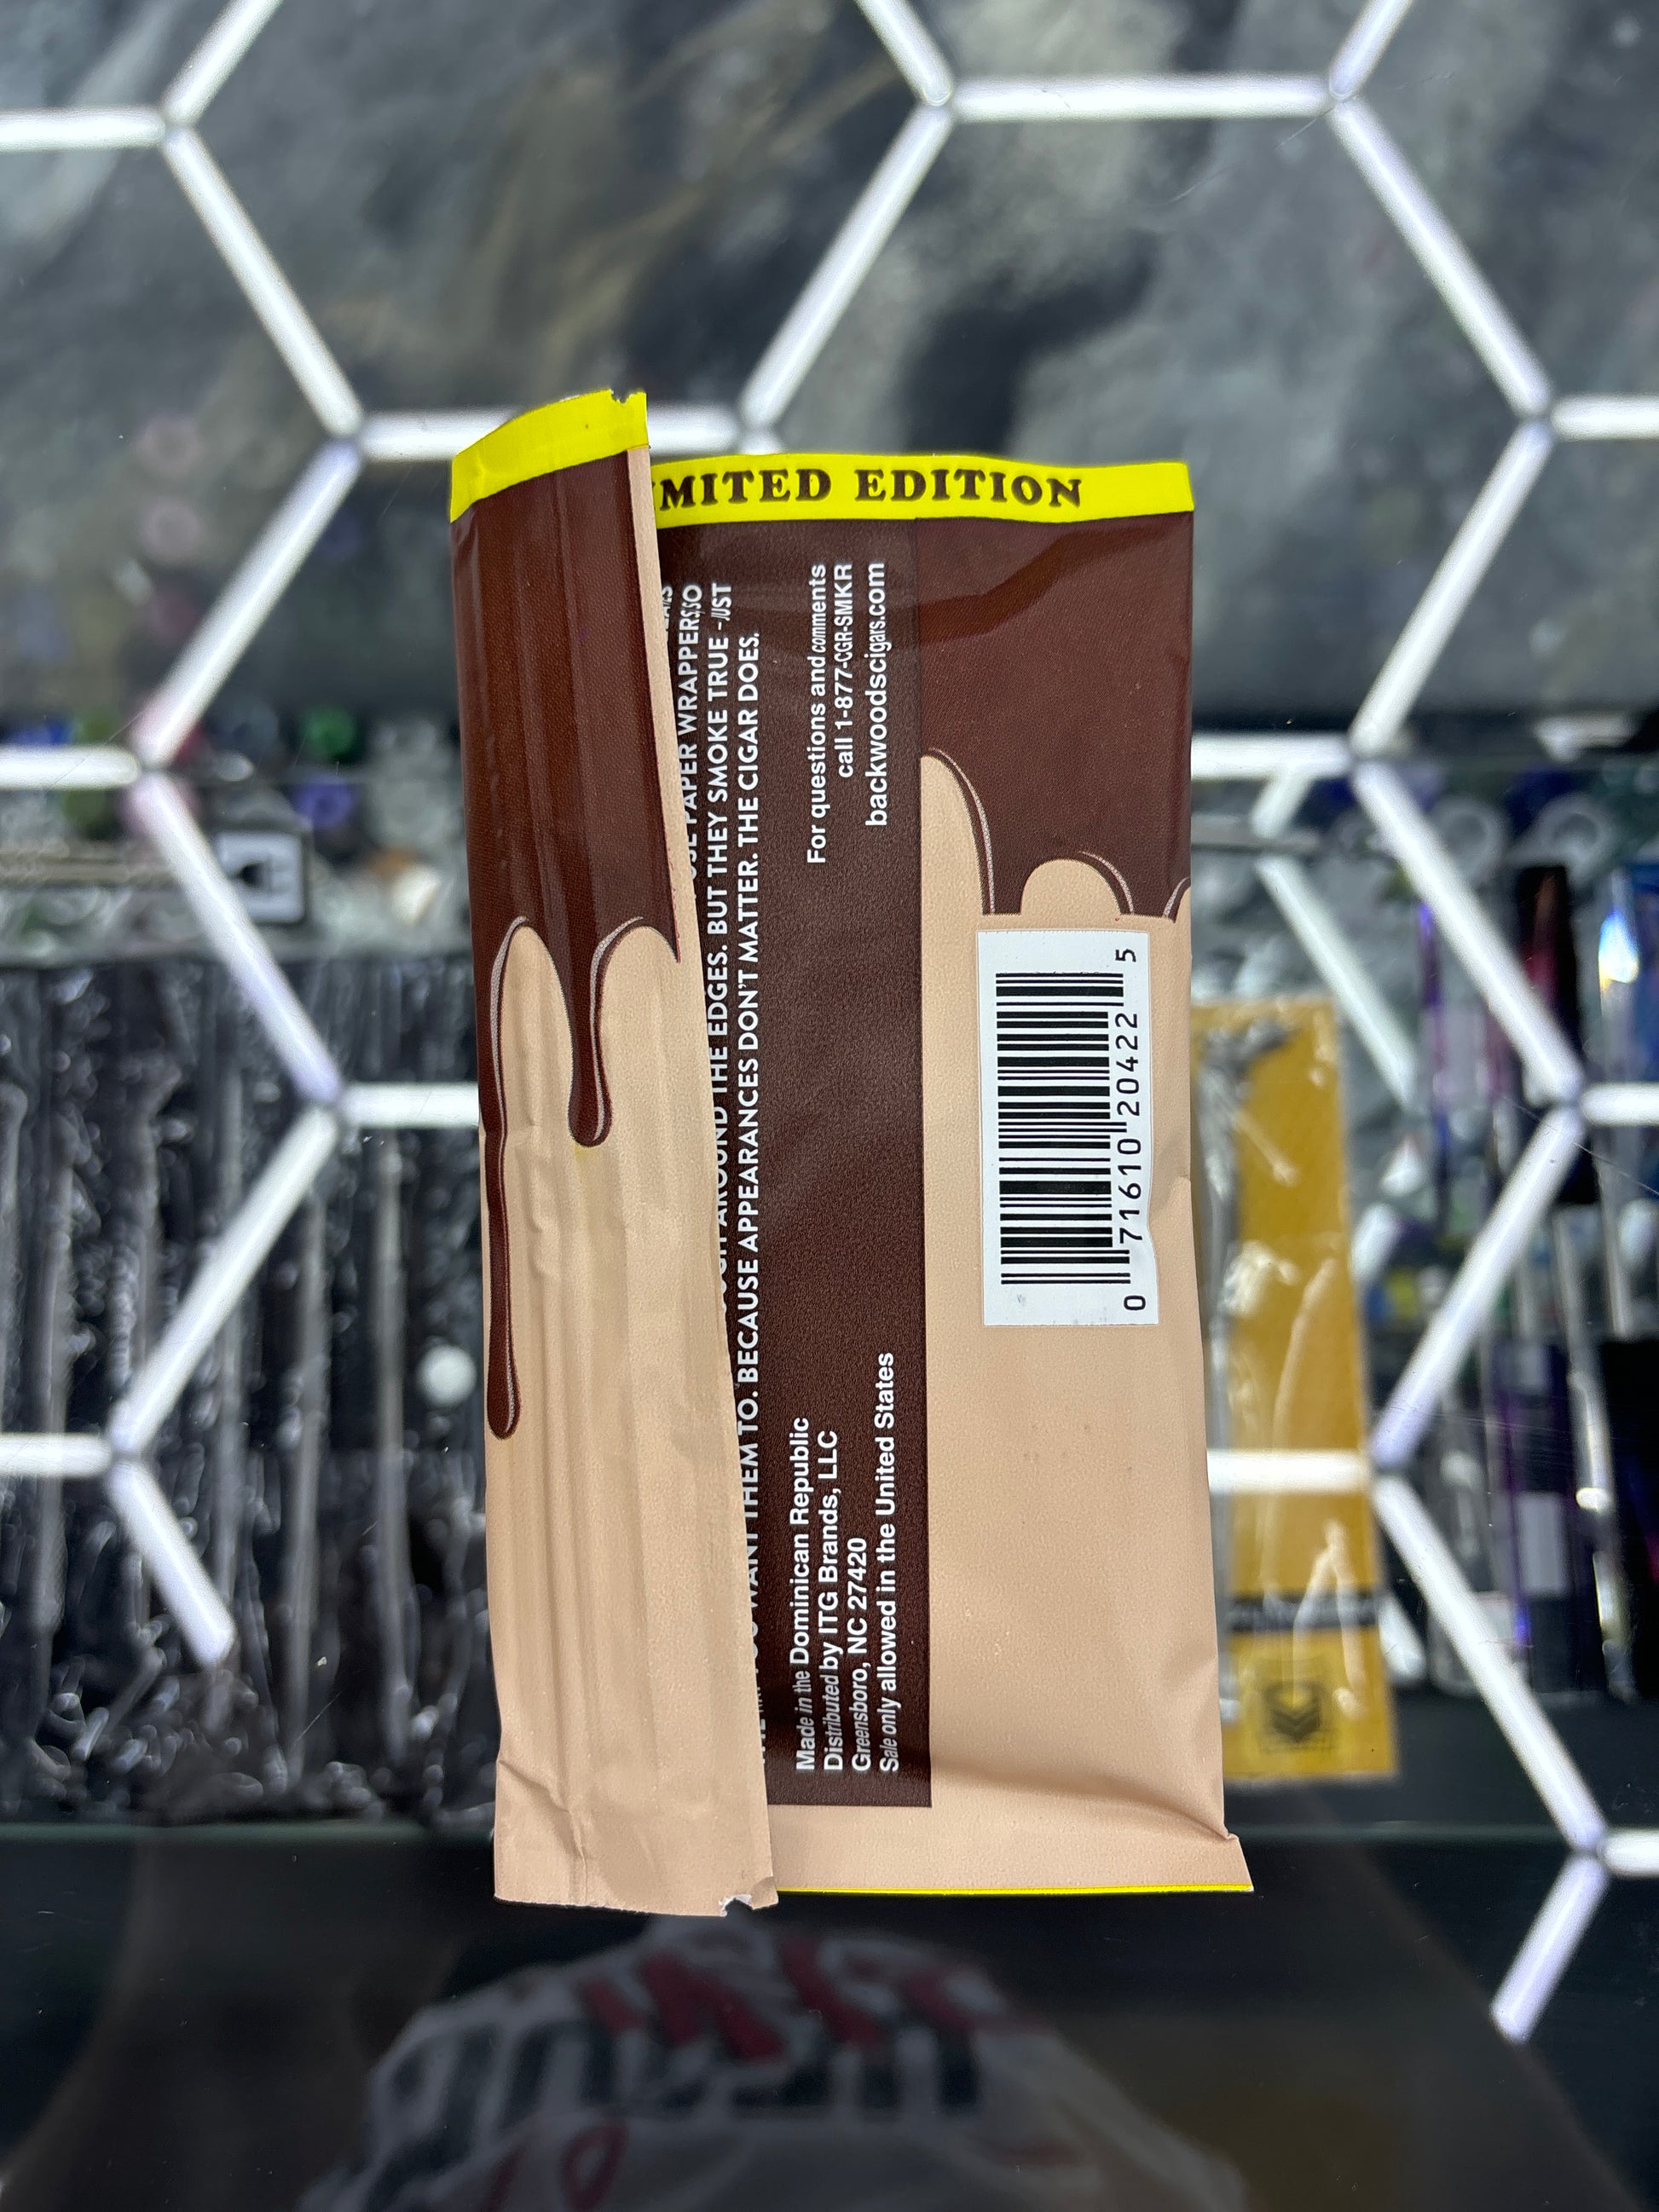 MITED EDITION
PAPER WRAPPERS, SO
AROUND THE EDGES. BUT THEY SMOKE TRUE - JUST
WANT THEM TO. BECAUSE APPEARANCES DON'T MATTER. THE CIGAR DOES.
For questions and comments
call 1-877-CGR-SMKR
backwoodscigars.com
Made in the Dominican Republic
Distributed by ITG Brands, LLC
Greensboro, NC 27420
Sale only allowed in the United States
0 71610 20422 5